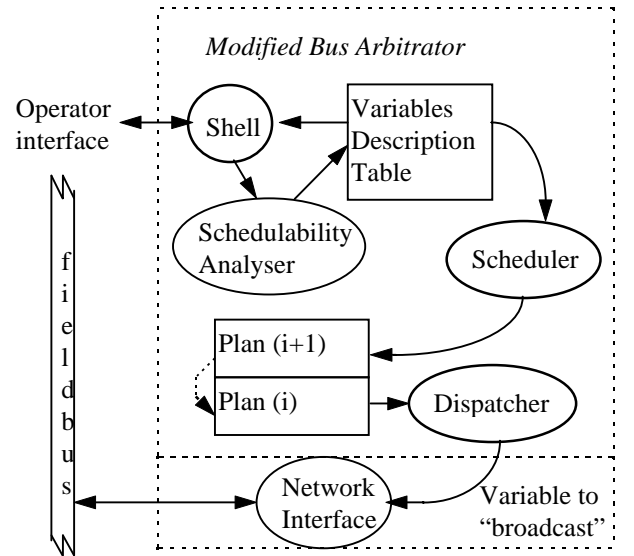 Modified Bus Arbitrator
Operator
interface
Shell
Variables
Description
Table
Schedulability
Analyser
Scheduler
fieldbus
Plan (i+1)
Plan (i)
Dispatcher
Network
Interface
Variable to
“broadcast”